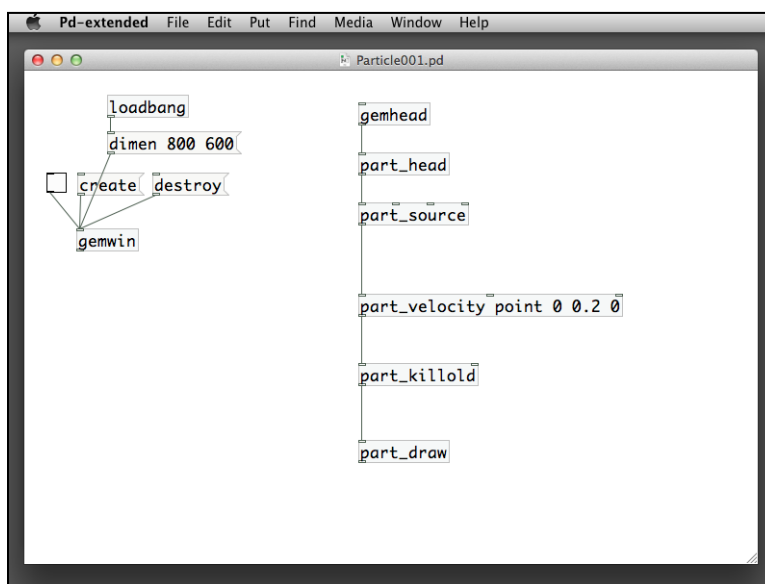 Pd-extended File Edit Put Find Media Window Help
Particle001.pd
loadbang
dimen 800 600
create destroy
gemwin
gemhead
part_head
part_source
part_velocity point 0 0.2 0
part_killold
part_draw